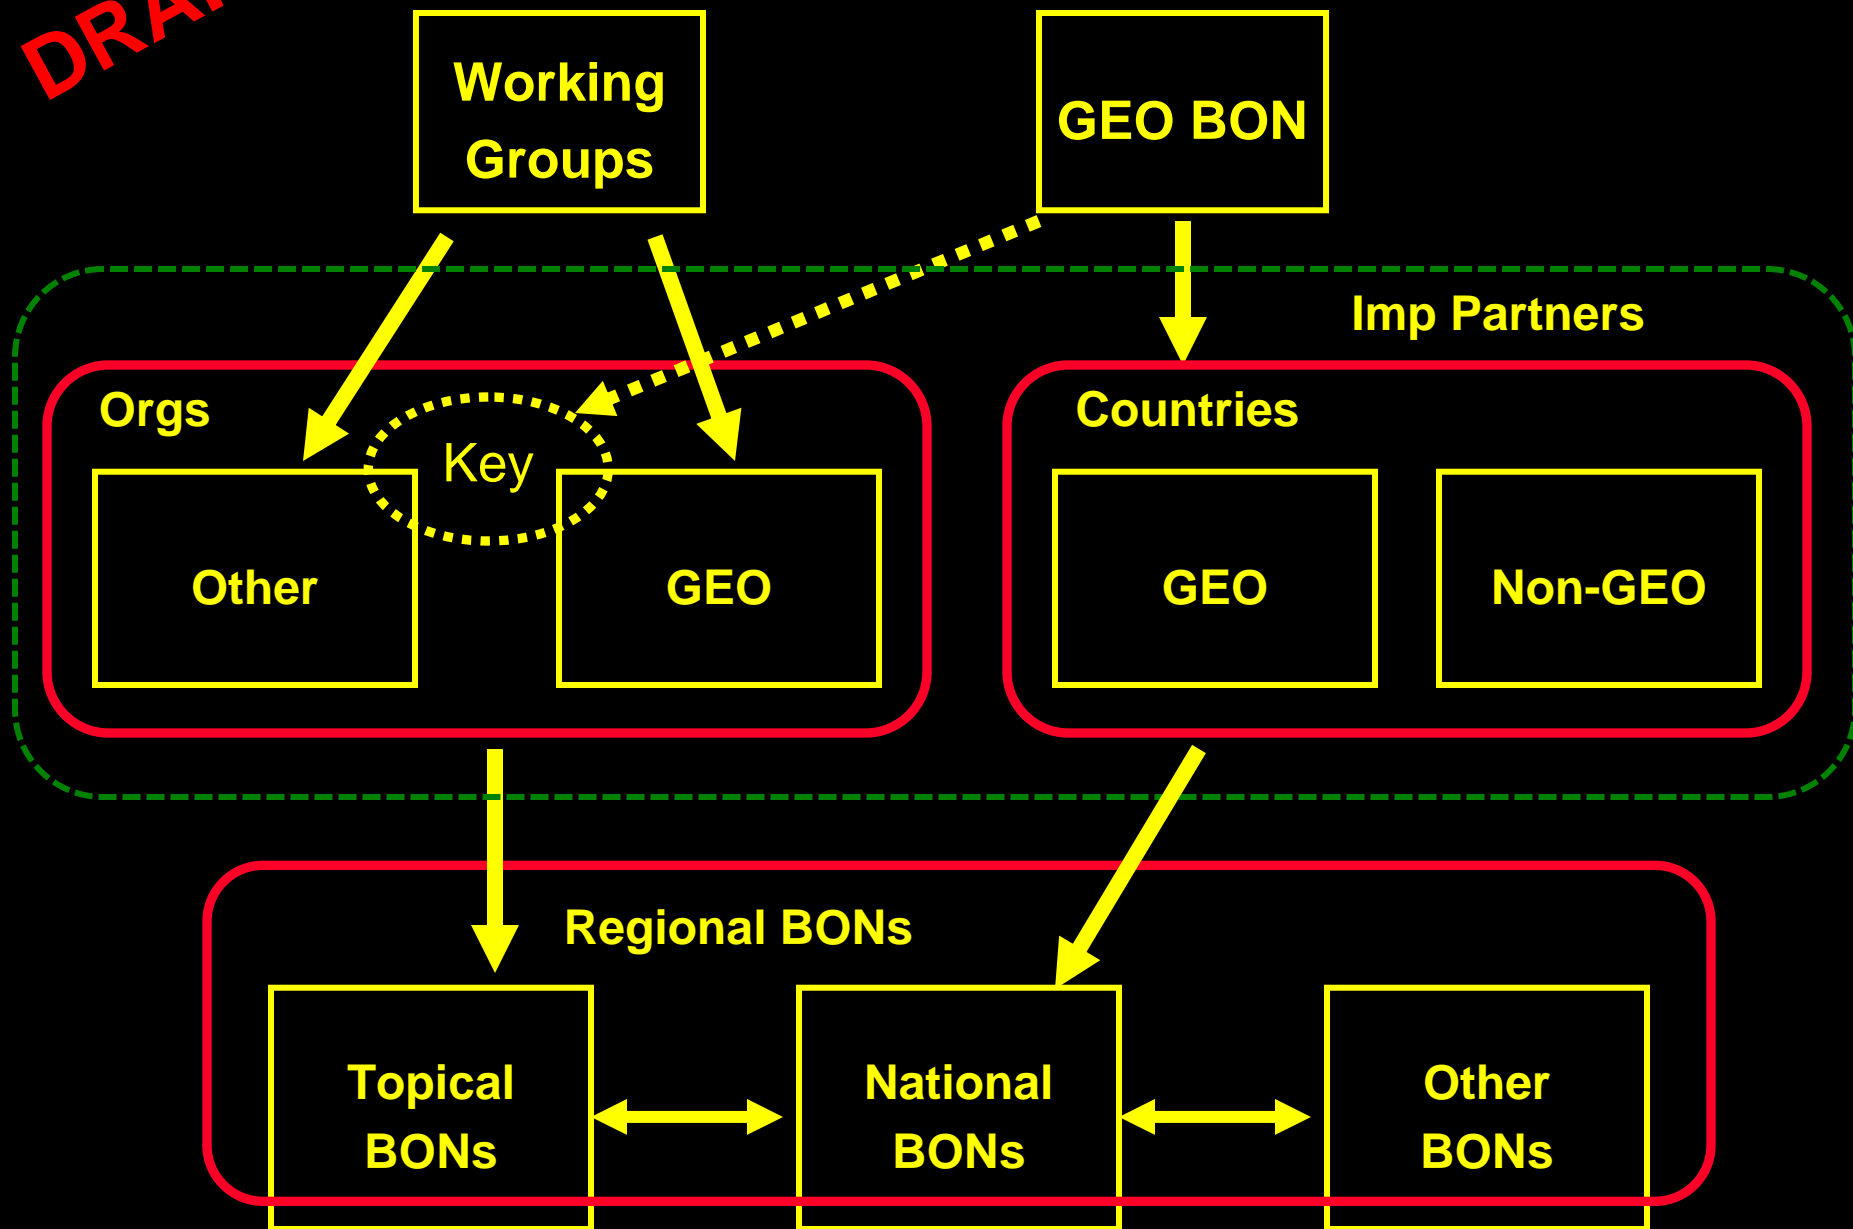 Working
Groups
GEO BON
Imp Partners
Orgs
Countries
Key
Other
GEO
GEO
Non-GEO
Regional BONs
Topical
BONs
National
BONs
Other
BONs